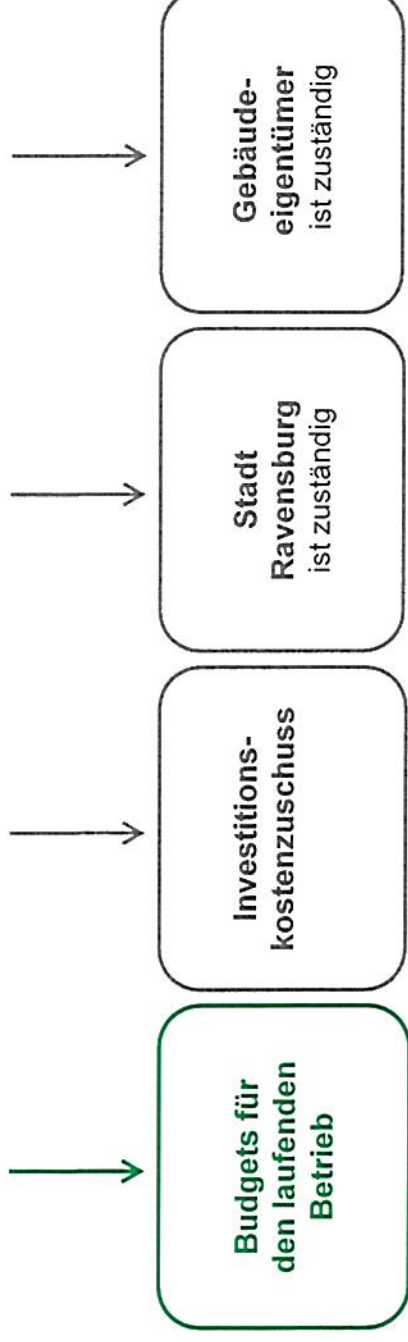 Budgets für
den laufenden
Betrieb
Investitions-
kostenzuschuss
Stadt
Ravensburg
ist zuständig
Gebäude-
eigentümer
ist zuständig